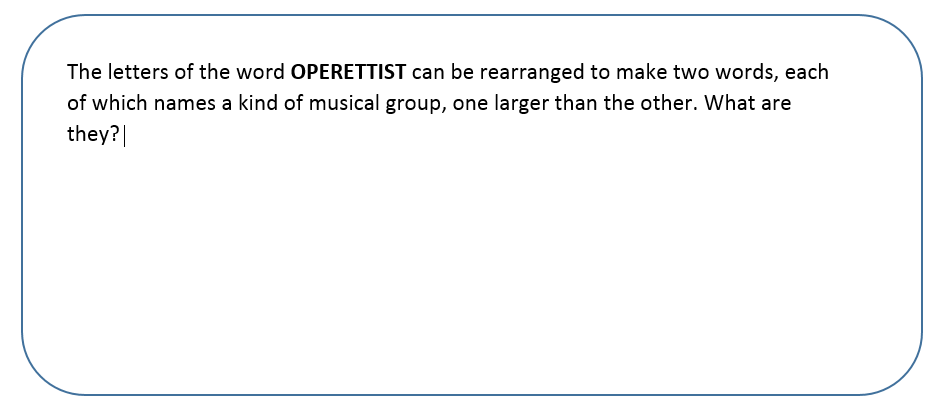 The letters of the word OPERETTIST can be rearranged to make two words, each
of which names a kind of musical group, one larger than the other. What are
they?